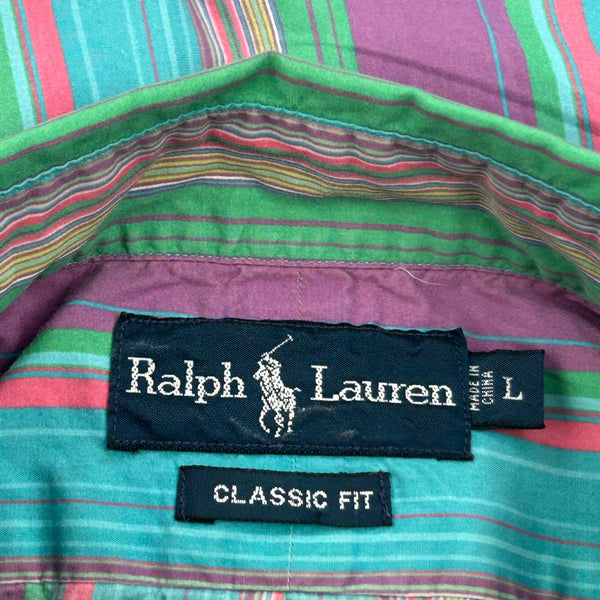 Ralph Lauren
MADE IN
CHINA
L
CLASSIC FIT